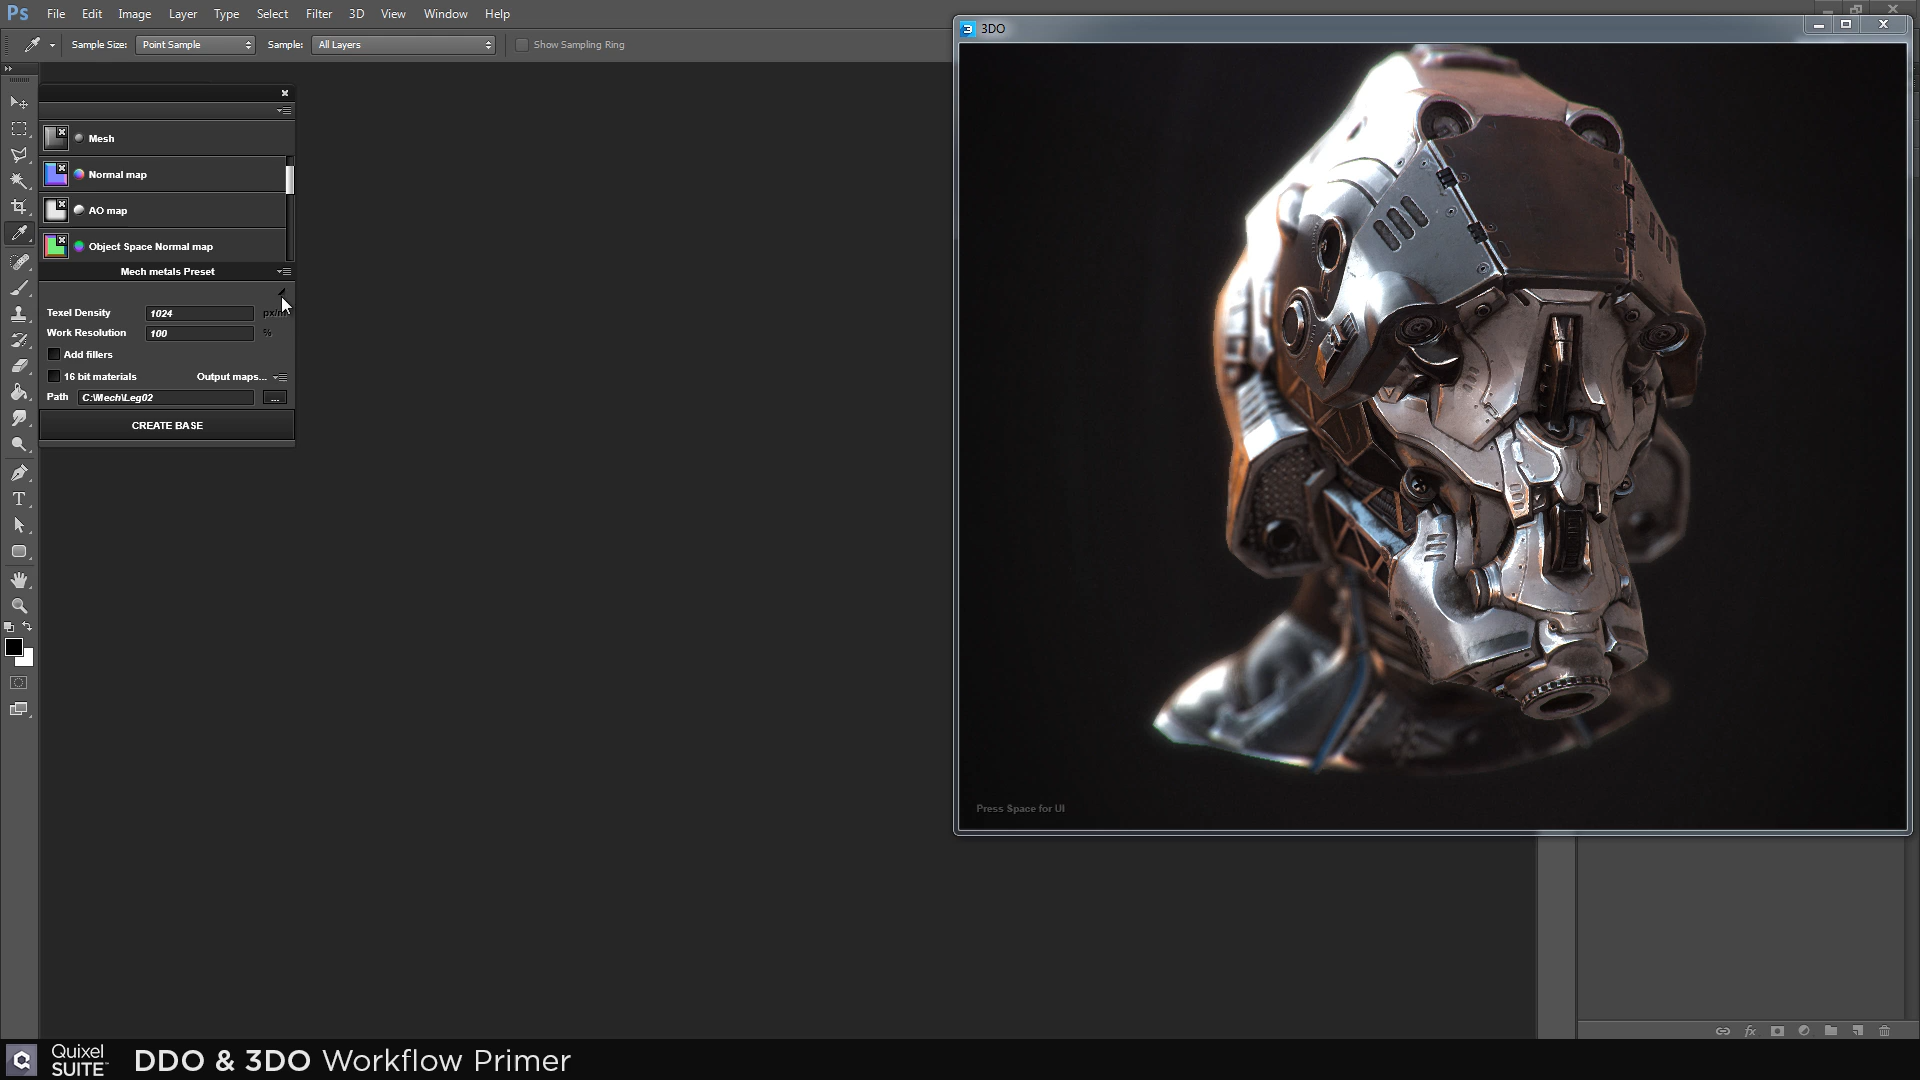 Ps File Edit Image Layer Type Select Filter 3D View Window Help
Sample Size: Point Sample Sample: All Layers Show Sampling Ring
3DO
Mesh
Normal map
AO map
Object Space Normal map
Mech metals Preset
Texel Density 1024
Work Resolution 100 %
Add fillers
16 bit materials Output maps...
Path C:\Mech\Leg02 ...
CREATE BASE
Press Space for UI
fx
Quixel SUITE
DDO & 3DO Workflow Primer